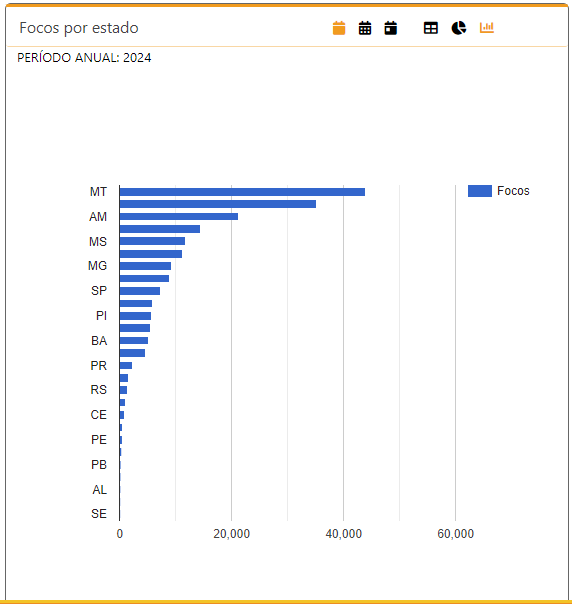 Focos por estado
PERÍODO ANUAL: 2024
MT
Focos
AM
MS
MG
SP
PI
BA
PR
RS
CE
PE
PB
AL
SE
0 20,000 40,000 60,000